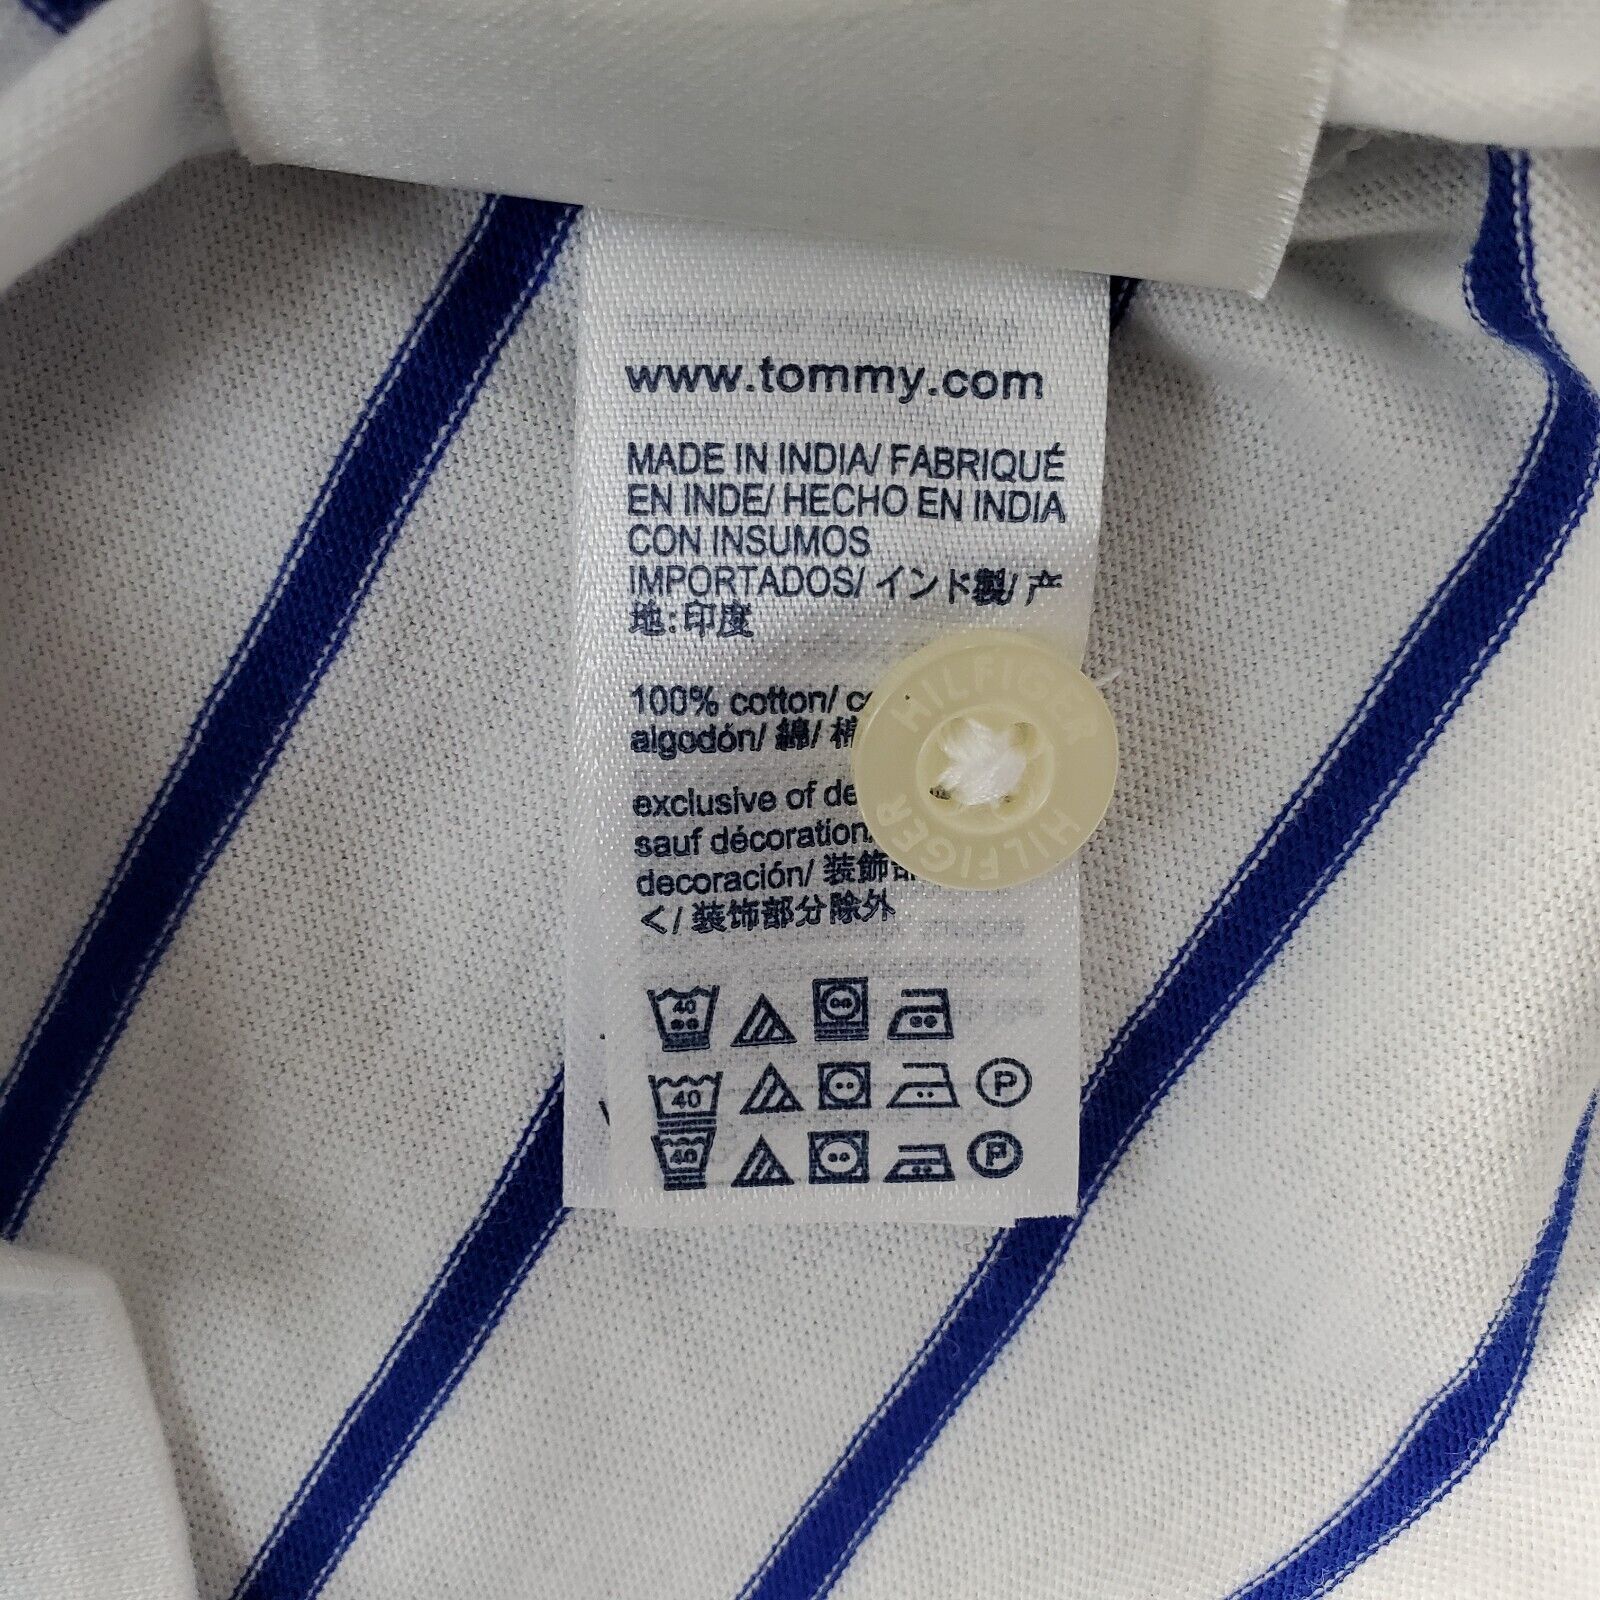 www.tommy.com
MADE IN INDIA/ FABRIQUÉ
EN INDE/ HECHO EN INDIA
CON INSUMOS
IMPORTADOS/ インド製/ 产
地:印度
100% cotton/
algodón/ 綿/
exclusive of
sauf décoration
decoración/ 装飾
く/ 装饰部分除外
HILFIGER
HILFIGER
40
40 P
40 P